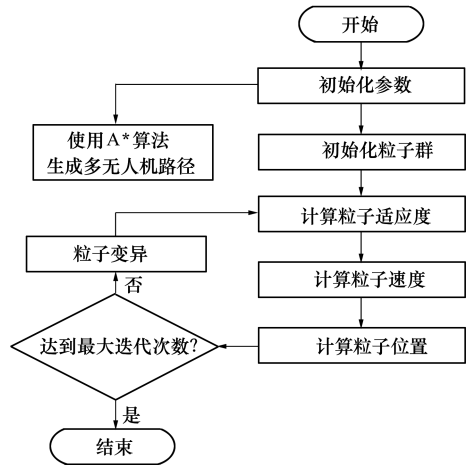 开始
初始化参数
使用A*算法
生成多无人机路径
初始化粒子群
计算粒子适应度
粒子变异
计算粒子速度
否
达到最大迭代次数?
计算粒子位置
是
结束